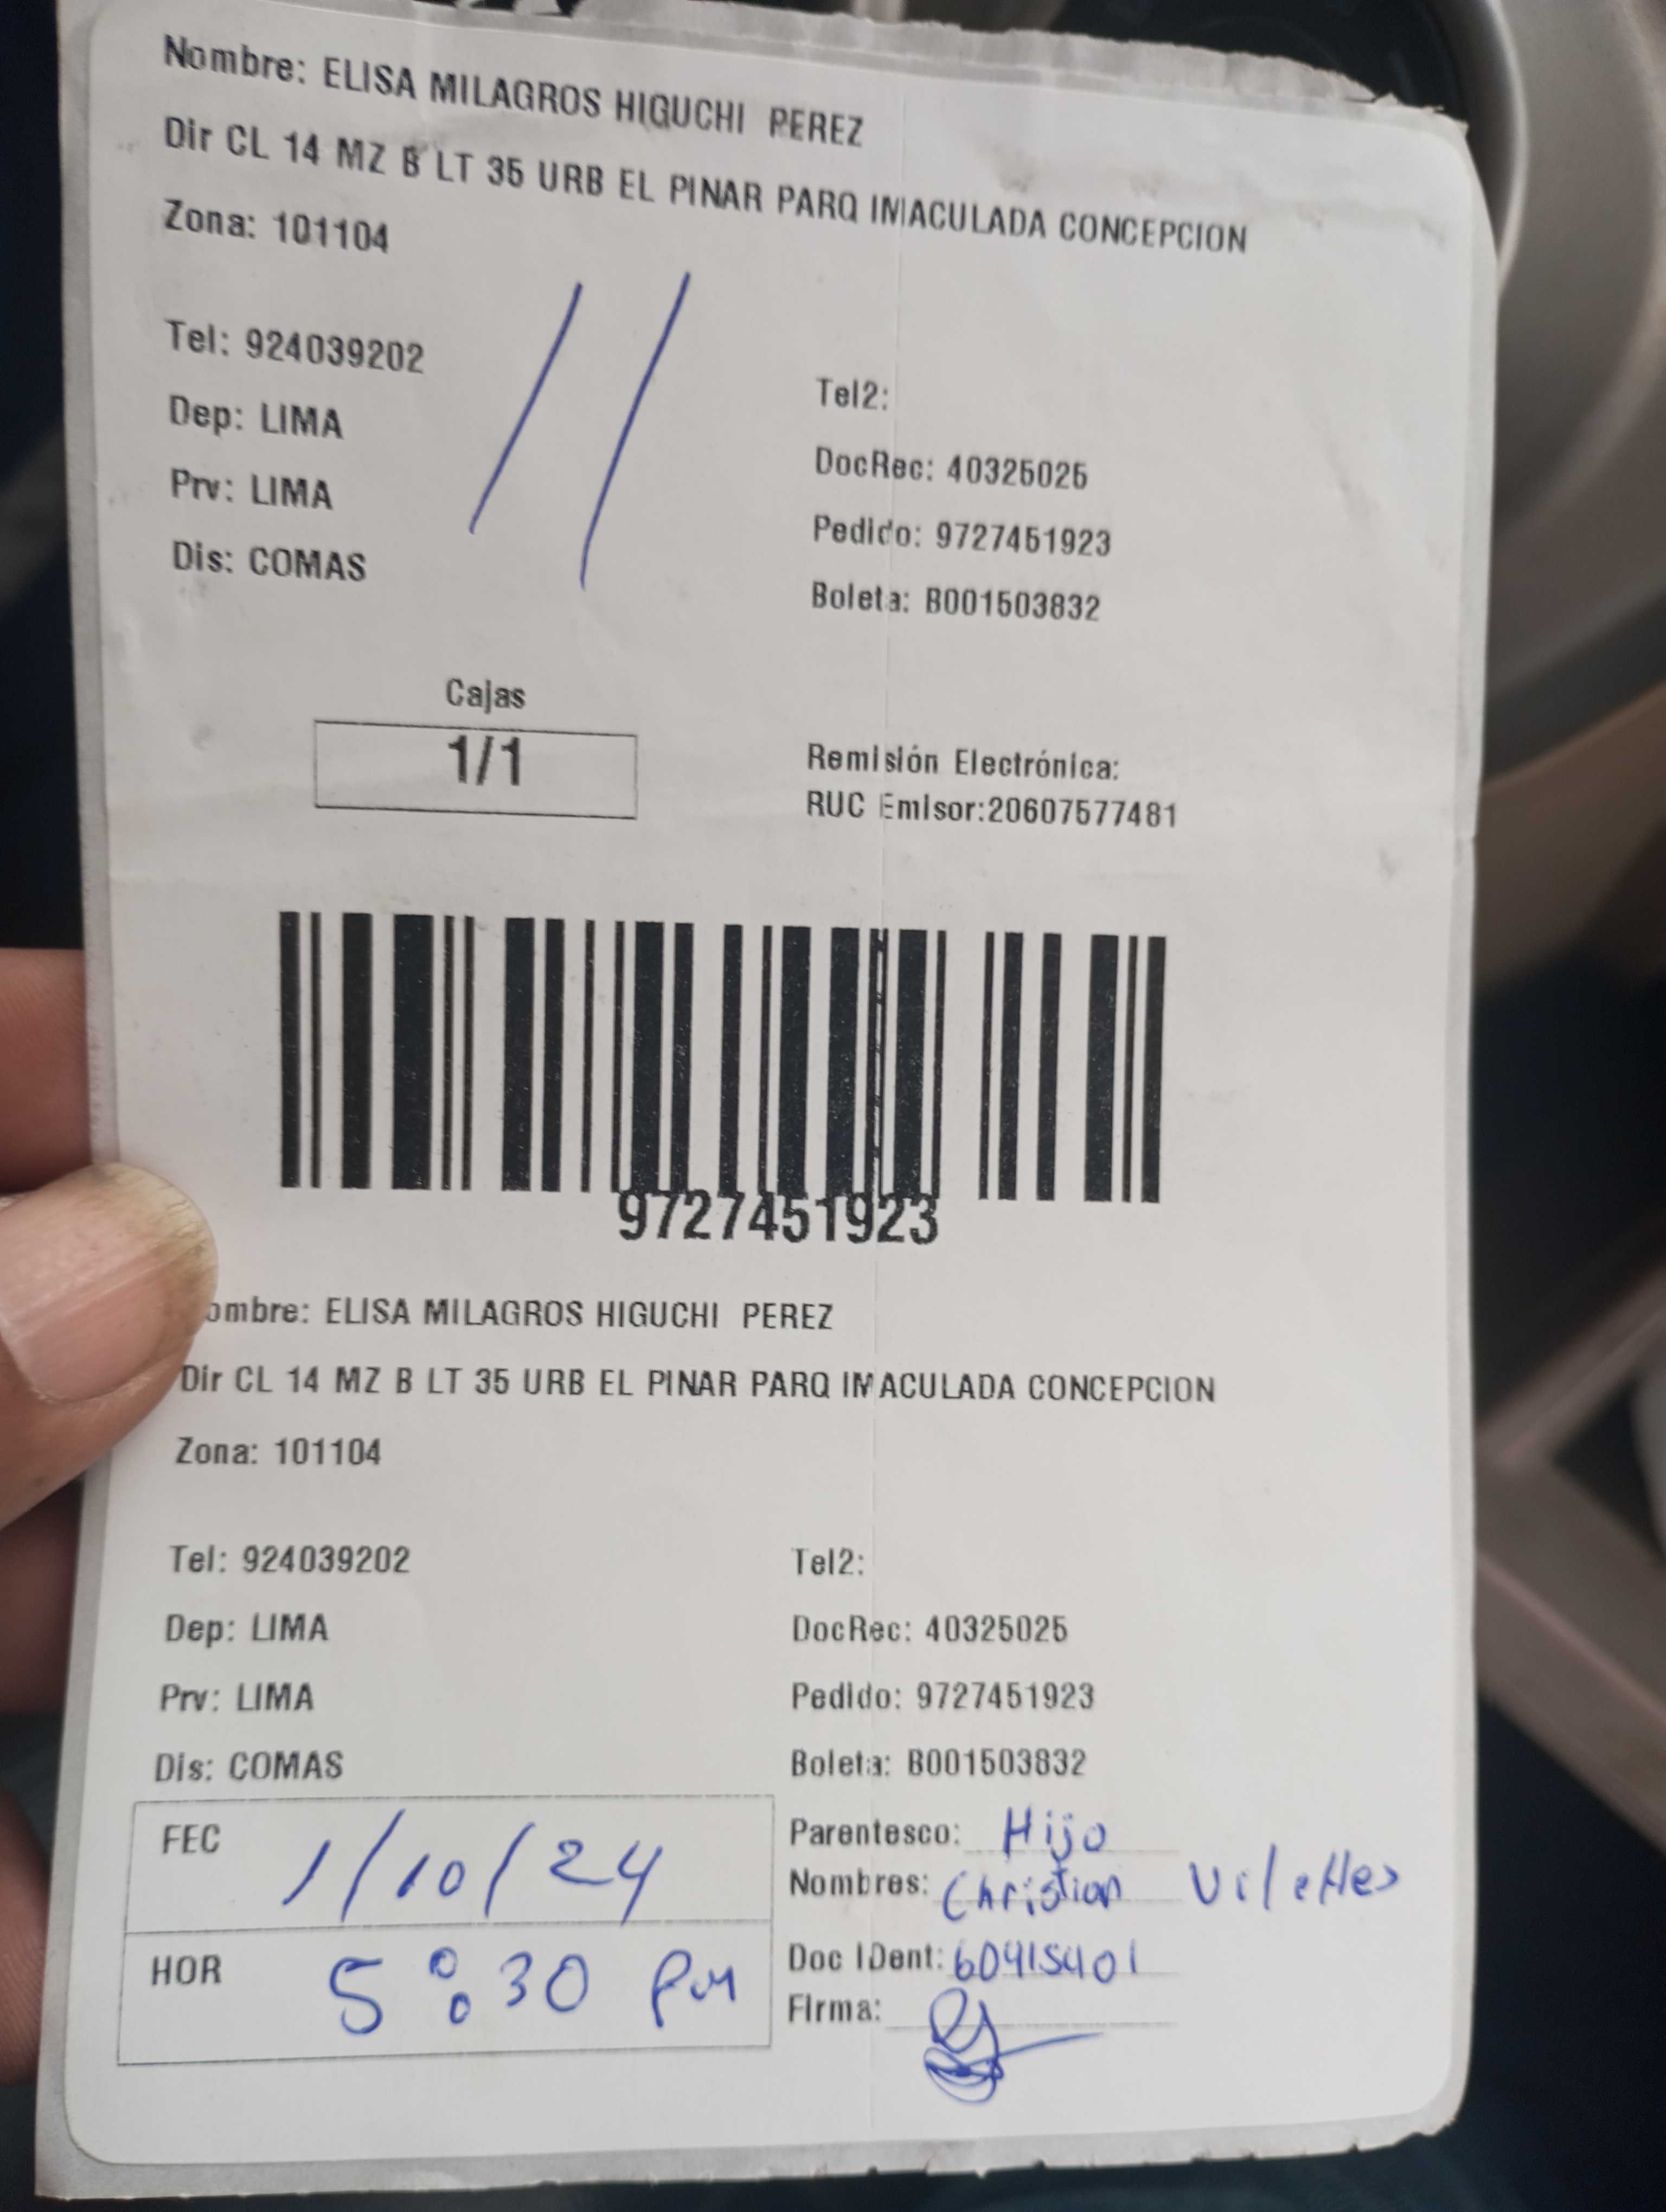 Nombre: ELISA MILAGROS HIGUCHI PEREZ
Dir CL 14 MZ B LT 35 URB EL PINAR PARQ IMACULADA CONCEPCION
Zona: 101104
Tel: 924039202
Tel2:
Dep: LIMA
DocRec: 40325025
Prv: LIMA
Pedido: 9727451923
Dis: COMAS
Boleta: B001503832
Cajas
1/1
Remisión Electrónica:
RUC Emisor:20607577481
9727451923
ombre: ELISA MILAGROS HIGUCHI PEREZ
Dir CL 14 MZ B LT 35 URB EL PINAR PARQ IMACULADA CONCEPCION
Zona: 101104
Tel: 924039202
Tel2:
Dep: LIMA
DocRec: 40325025
Prv: LIMA
Pedido: 9727451923
Dis: COMAS
Boleta: B001503832
FEC 1/10/24
Parentesco: Hijo
Nombres: Christian
HOR 5:30 PM
Doc IDent: 60415401
Firma: